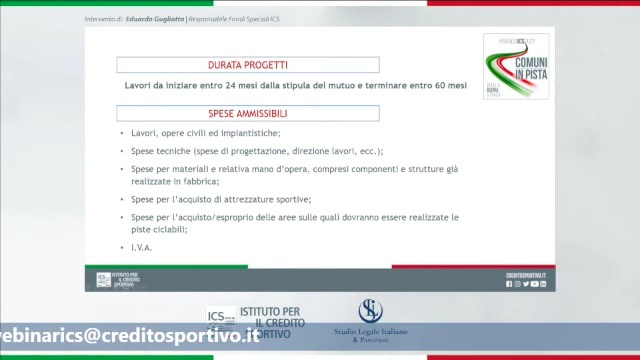 Intervento di: Eduardo Gugliotta | Responsabile Fondi Speciali ICS
DURATA PROGETTI
Lavori da iniziare entro 24 mesi dalla stipula del mutuo e terminare entro 60 mesi
SPESE AMMISSIBILI
• Lavori, opere civili ed impiantistiche;
• Spese tecniche (spese di progettazione, direzione lavori, ecc.);
• Spese per materiali e relativa mano d'opera, compresi componenti e strutture già
realizzate in fabbrica;
• Spese per l'acquisto di attrezzature sportive;
• Spese per l'acquisto/esproprio delle aree sulle quali dovranno essere realizzate le
piste ciclabili;
• I.V.A.
COMUNI
IN PISTA
ICS
ISTITUTO PER
IL CREDITO
SPORTIVO
CREDITOSPORTIVO.IT
ICS
ISTITUTO PER
IL CREDITO
SPORTIVO
Studio Legale Italiano
& Partners
webinarics@creditosportivo.it